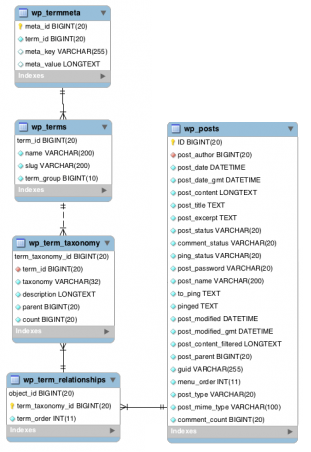 wp_termmeta
meta_id BIGINT(20)
term_id BIGINT(20)
meta_key VARCHAR(255)
meta_value LONGTEXT
Indexes
wp_terms
term_id BIGINT(20)
name VARCHAR(200)
slug VARCHAR(200)
term_group BIGINT(10)
Indexes
wp_term_taxonomy
term_taxonomy_id BIGINT(20)
term_id BIGINT(20)
taxonomy VARCHAR(32)
description LONGTEXT
parent BIGINT(20)
count BIGINT(20)
Indexes
wp_term_relationships
object_id BIGINT(20)
term_taxonomy_id BIGINT(20)
term_order INT(11)
Indexes
wp_posts
ID BIGINT(20)
post_author BIGINT(20)
post_date DATETIME
post_date_gmt DATETIME
post_content LONGTEXT
post_title TEXT
post_excerpt TEXT
post_status VARCHAR(20)
comment_status VARCHAR(20)
ping_status VARCHAR(20)
post_password VARCHAR(20)
post_name VARCHAR(200)
to_ping TEXT
pinged TEXT
post_modified DATETIME
post_modified_gmt DATETIME
post_content_filtered LONGTEXT
post_parent BIGINT(20)
guid VARCHAR(255)
menu_order INT(11)
post_type VARCHAR(20)
post_mime_type VARCHAR(100)
comment_count BIGINT(20)
Indexes